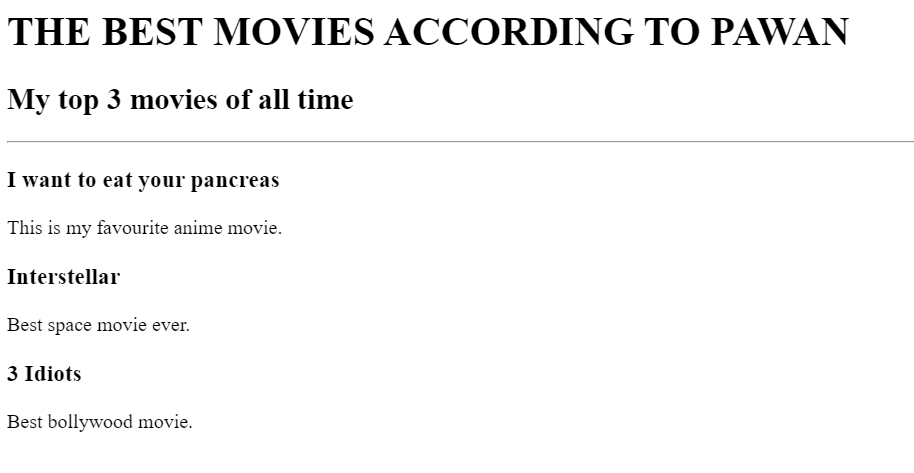 THE BEST MOVIES ACCORDING TO PAWAN
My top 3 movies of all time
I want to eat your pancreas
This is my favourite anime movie.
Interstellar
Best space movie ever.
3 Idiots
Best bollywood movie.